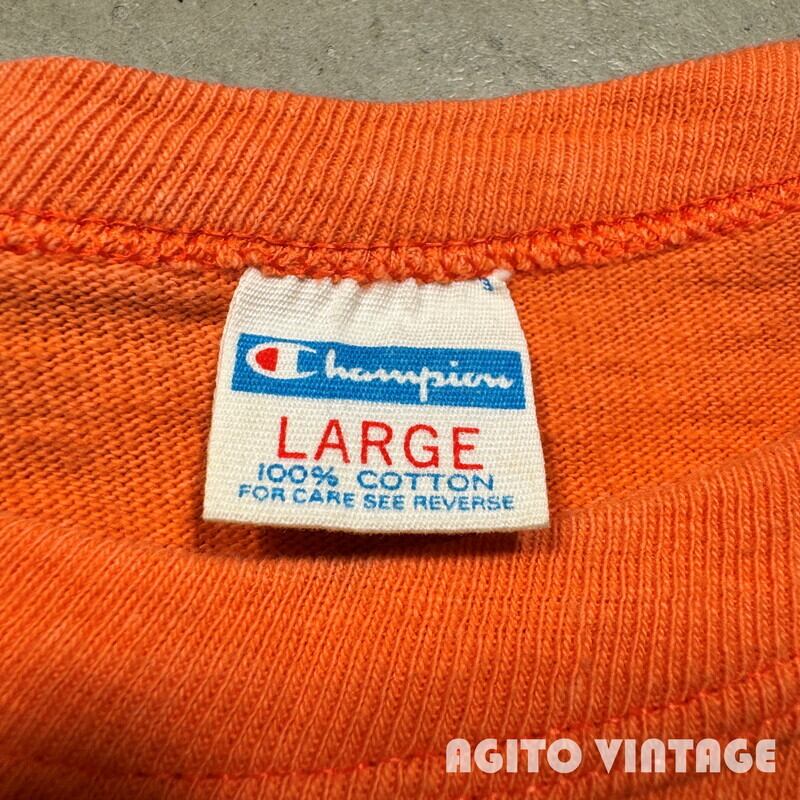 Champion
LARGE
100% COTTON
FOR CARE SEE REVERSE
AGITO VINTAGE